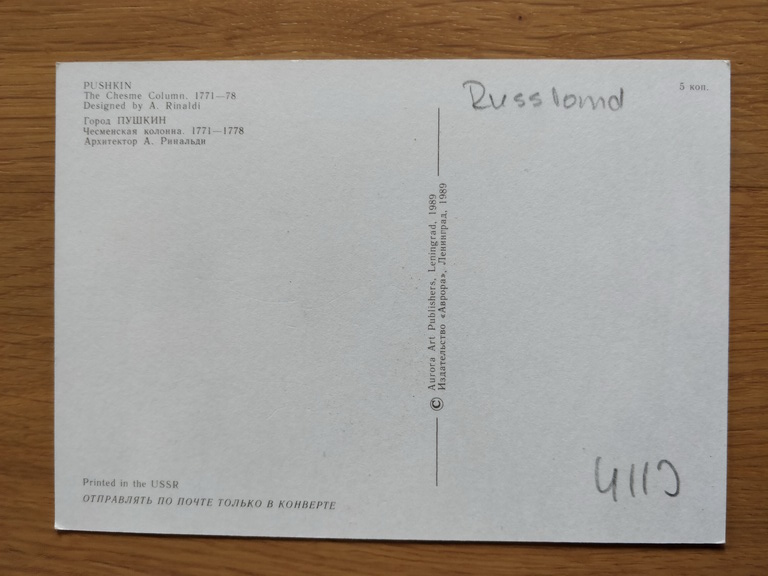 PUSHKIN
The Chesme Column. 1771—78
Designed by A. Rinaldi
Город ПУШКИН
Чесменская колонна. 1771—1778
Архитектор А. Ринальди
Russland
5 коп.
© Aurora Art Publishers, Leningrad, 1989
Издательство «Аврора», Ленинград, 1989
Printed in the USSR
ОТПРАВЛЯТЬ ПО ПОЧТЕ ТОЛЬКО В КОНВЕРТЕ